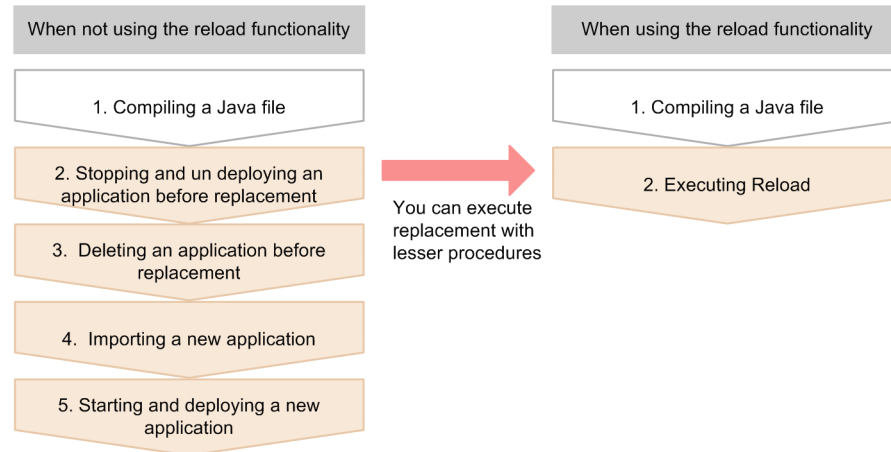 When not using the reload functionality
1. Compiling a Java file
2. Stopping and un deploying an
application before replacement
3. Deleting an application before
replacement
4. Importing a new application
5. Starting and deploying a new
application
You can execute
replacement with
lesser procedures
When using the reload functionality
1. Compiling a Java file
2. Executing Reload